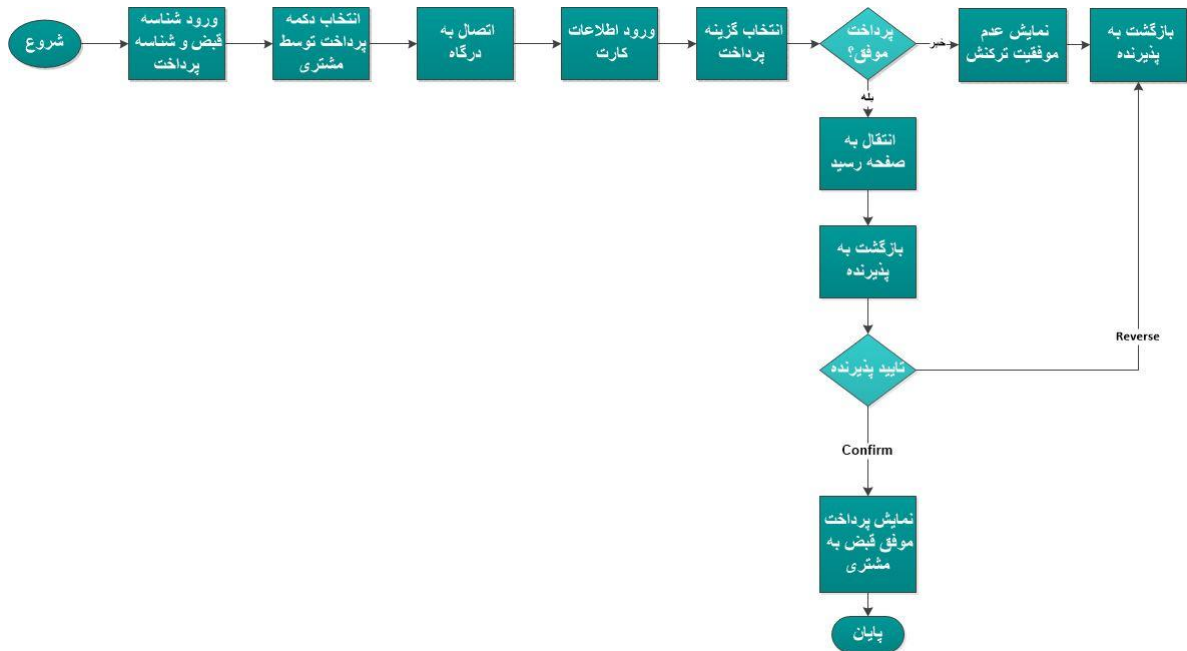 شروع
ورود شناسه
قبض و شناسه
پرداخت
انتخاب دکمه
پرداخت توسط
مشتری
اتصال به
درگاه
ورود اطلاعات
کارت
انتخاب گزینه
پرداخت
پرداخت
موفق؟
خیر
نمایش عدم
موفقیت ترکنش
بازگشت به
پذیرنده
بله
انتقال به
صفحه رسید
بازگشت به
پذیرنده
Reverse
تایید پذیرنده
Confirm
نمایش پرداخت
موفق قبض به
مشتری
پایان